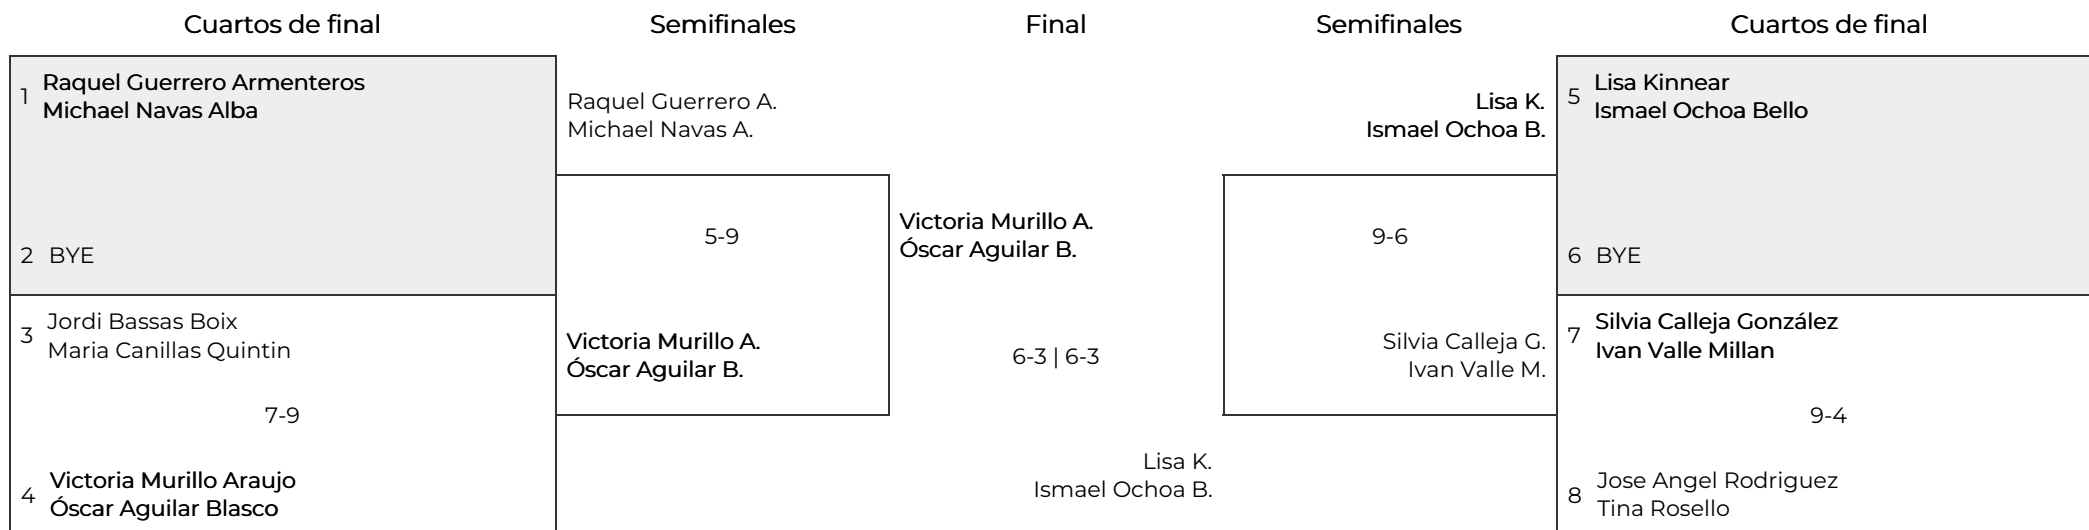 Cuartos de final
Semifinales
Final
Semifinales
Cuartos de final
1
Raquel Guerrero Armenteros
Michael Navas Alba
2 BYE
3
Jordi Bassas Boix
Maria Canillas Quintin
7-9
4
Victoria Murillo Araujo
Óscar Aguilar Blasco
Raquel Guerrero A.
Michael Navas A.
5-9
Victoria Murillo A.
Óscar Aguilar B.
Victoria Murillo A.
Óscar Aguilar B.
6-3 | 6-3
Lisa K.
Ismael Ochoa B.
Lisa K.
Ismael Ochoa B.
9-6
Silvia Calleja G.
Ivan Valle M.
5
Lisa Kinnear
Ismael Ochoa Bello
6 BYE
7
Silvia Calleja González
Ivan Valle Millan
9-4
8
Jose Angel Rodriguez
Tina Rosello